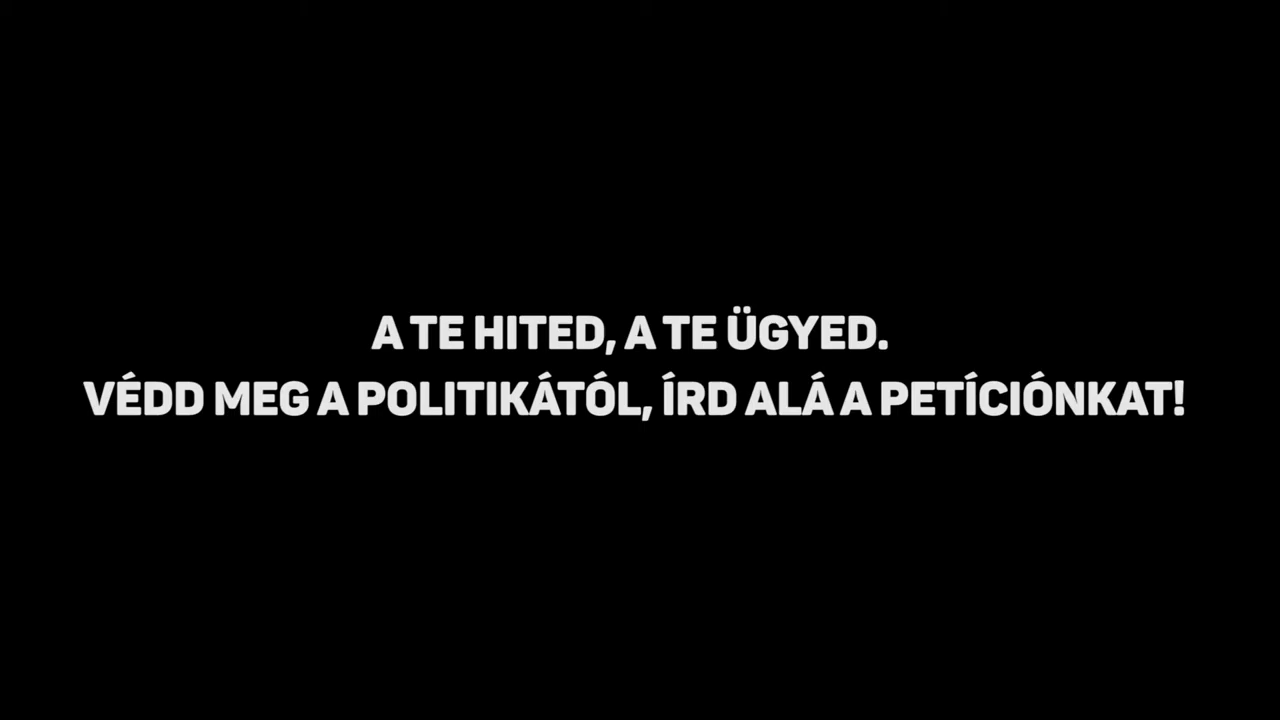 A TE HITED, A TE ÜGYED.
VÉDD MEG A POLITIKÁTÓL, ÍRD ALÁ A PETÍCIÓNKAT!